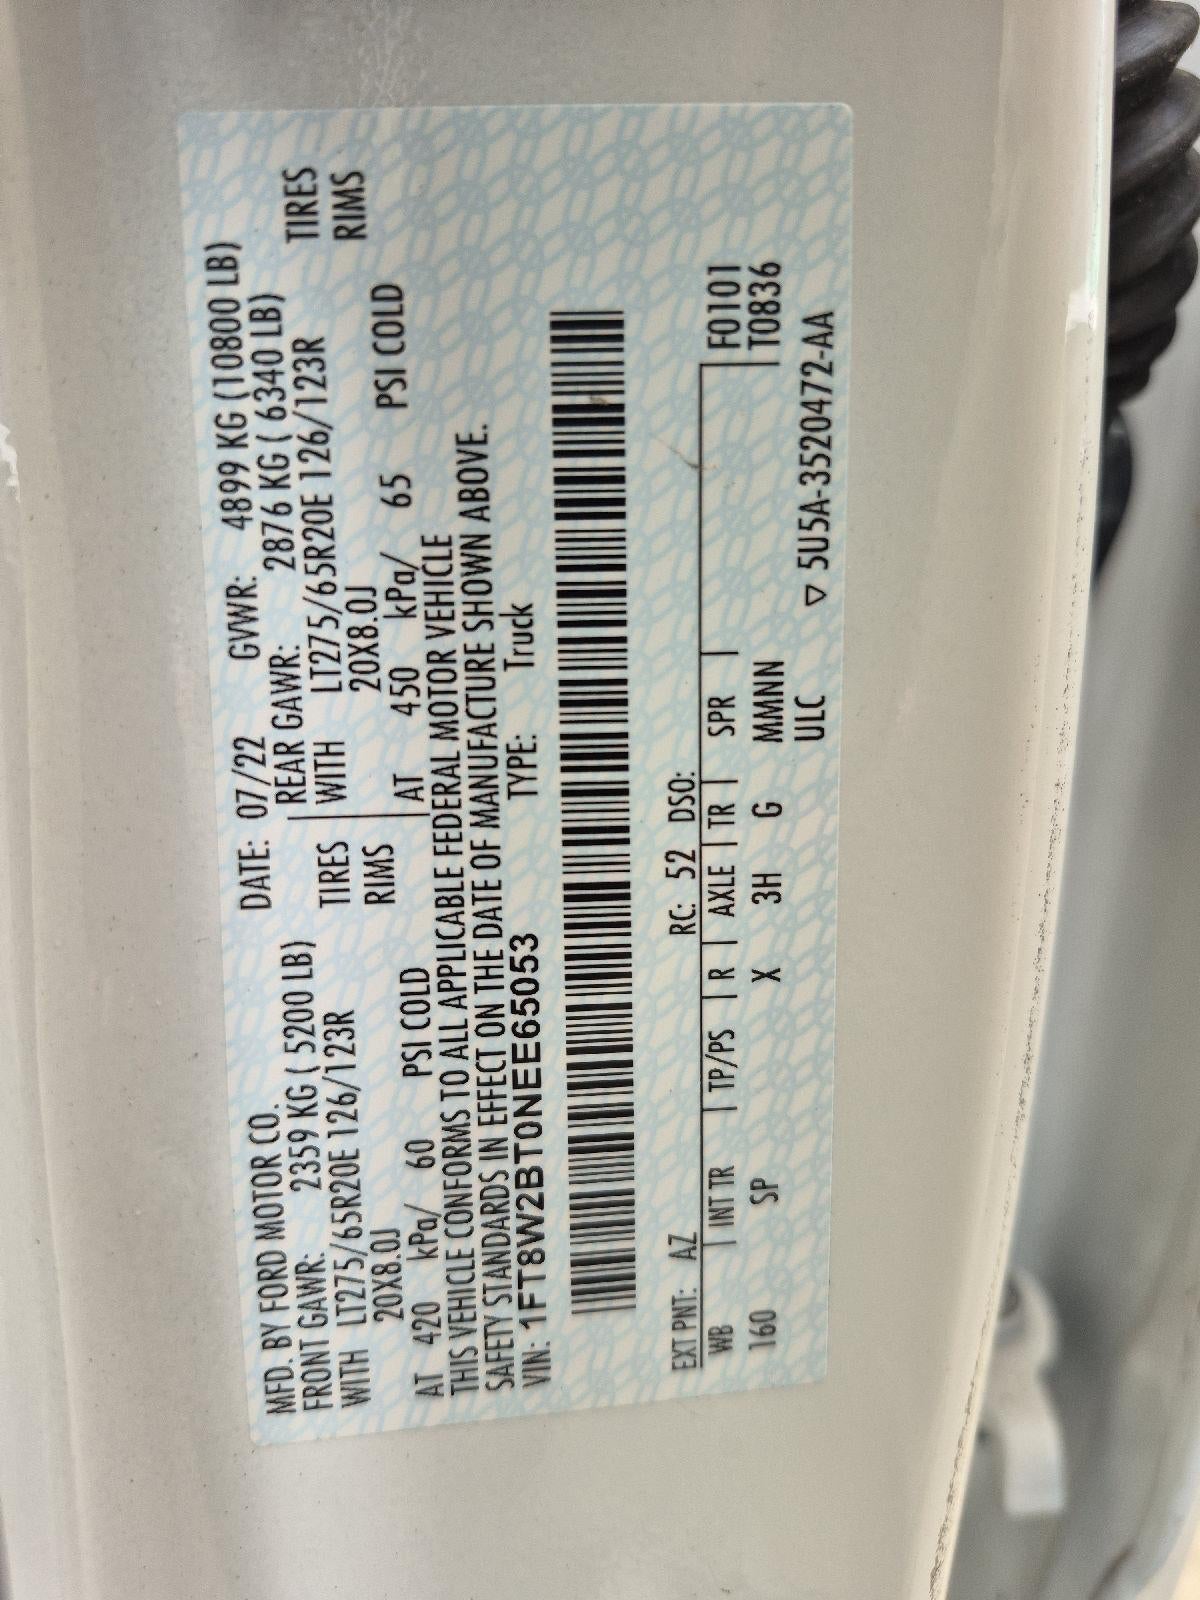 MFD. BY FORD MOTOR CO. DATE: 07/22 GVWR: 4899 KG (10800 LB)
FRONT GAWR: 2359 KG ( 5200 LB) REAR GAWR: 2876 KG ( 6340 LB)
WITH LT275/65R20E 126/123R TIRES WITH LT275/65R20E 126/123R TIRES
20X8.0J RIMS 20X8.0J RIMS
AT 420 kPa/ 60 PSI COLD AT 450 kPa/ 65 PSI COLD
THIS VEHICLE CONFORMS TO ALL APPLICABLE FEDERAL MOTOR VEHICLE
SAFETY STANDARDS IN EFFECT ON THE DATE OF MANUFACTURE SHOWN ABOVE.
VIN: 1FT8W2BT0NEE65053 TYPE: Truck
EXT PNT: AZ RC: 52 DSO:
WB | INT TR | TP/PS | R | AXLE | TR | SPR | F0101
160 SP X 3H G MMNN T0836
ULC ▽ 5U5A-3520472-AA